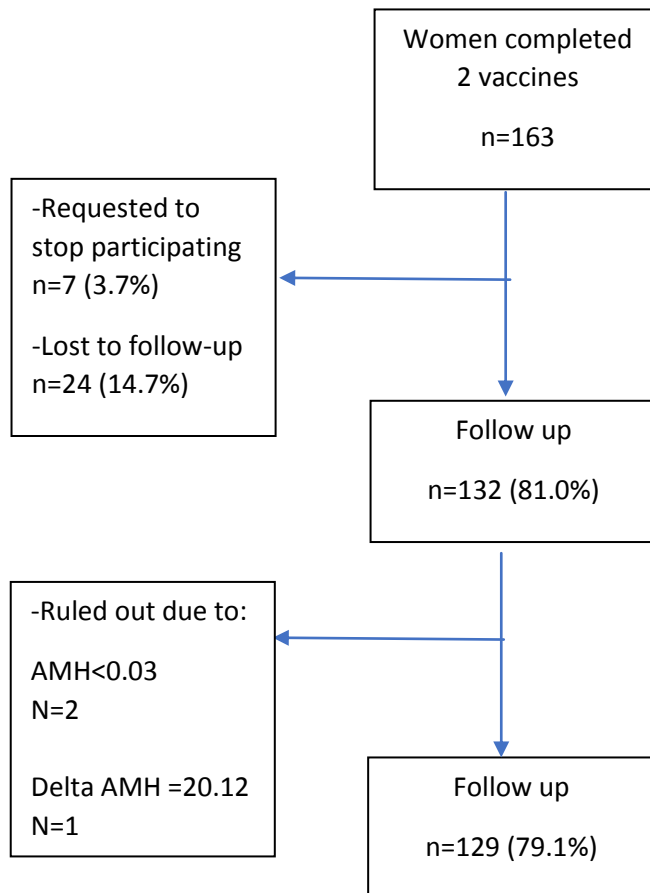 Women completed
2 vaccines
n=163
-Requested to
stop participating
n=7 (3.7%)
-Lost to follow-up
n=24 (14.7%)
Follow up
n=132 (81.0%)
-Ruled out due to:
AMH<0.03
N=2
Delta AMH =20.12
N=1
Follow up
n=129 (79.1%)